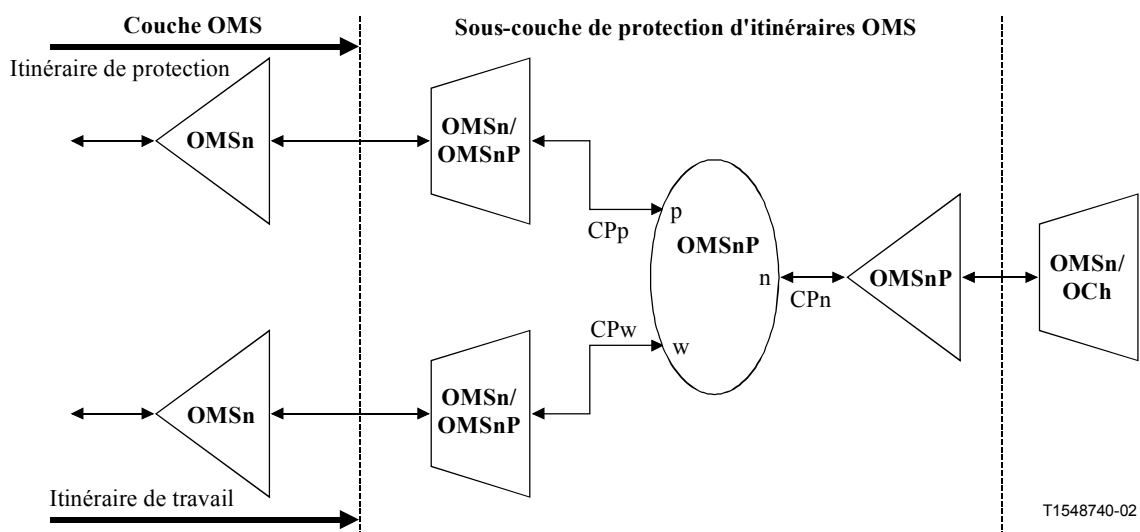 Couche OMS
Sous-couche de protection d'itinéraires OMS
Itinéraire de protection
OMSn
OMSn/
OMSnP
CPp
p
OMSnP
n
CPn
OMSnP
OMSn/
OCh
CPw
w
OMSn
OMSn/
OMSnP
Itinéraire de travail
T1548740-02